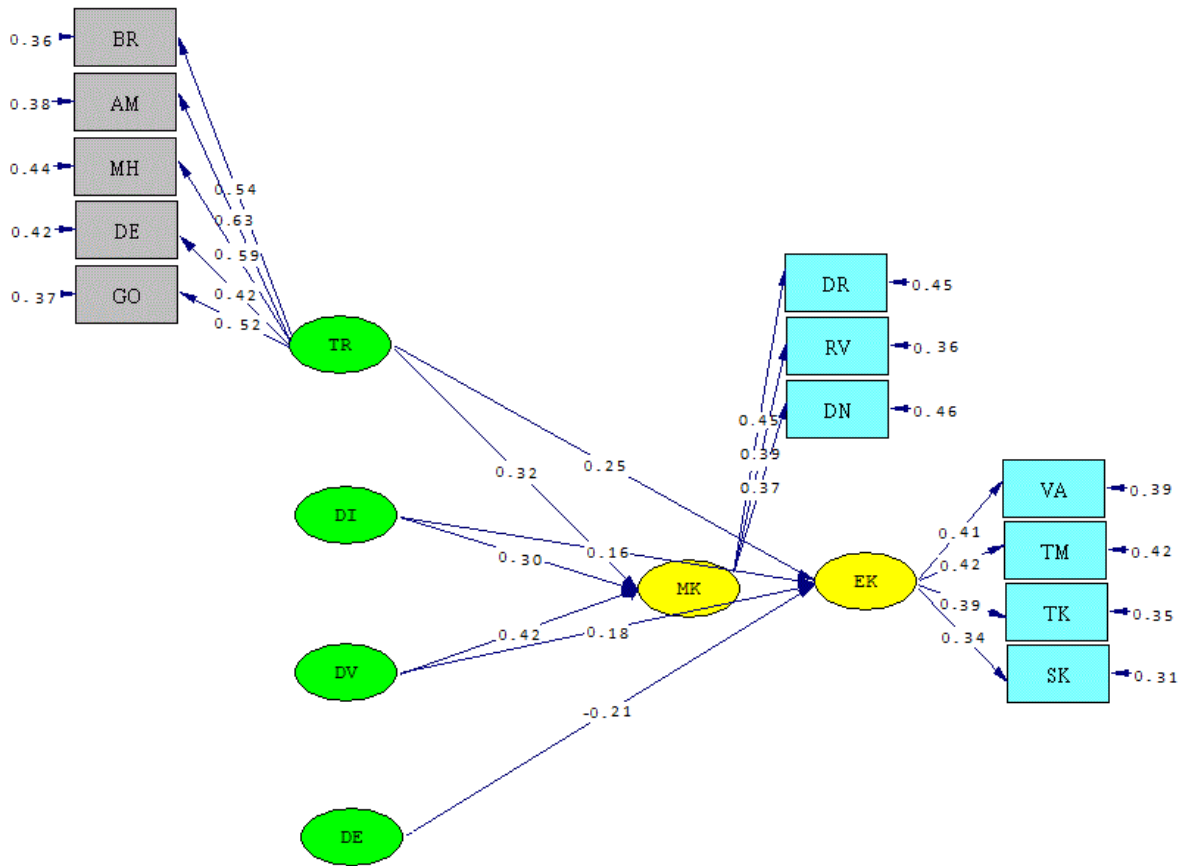 0.36 BR
0.38 AM
0.44 MH
0.42 DE
0.37 GO
0.54
0.63
0.59
0.42
0.52
TR
DR 0.45
RV 0.36
DN 0.46
0.45
0.39
0.37
0.32
0.25
VA 0.39
TM 0.42
TK 0.35
SK 0.31
0.41
0.42
0.39
0.34
DI
0.16
0.30
MK
EK
0.42
0.18
DV
-0.21
DE